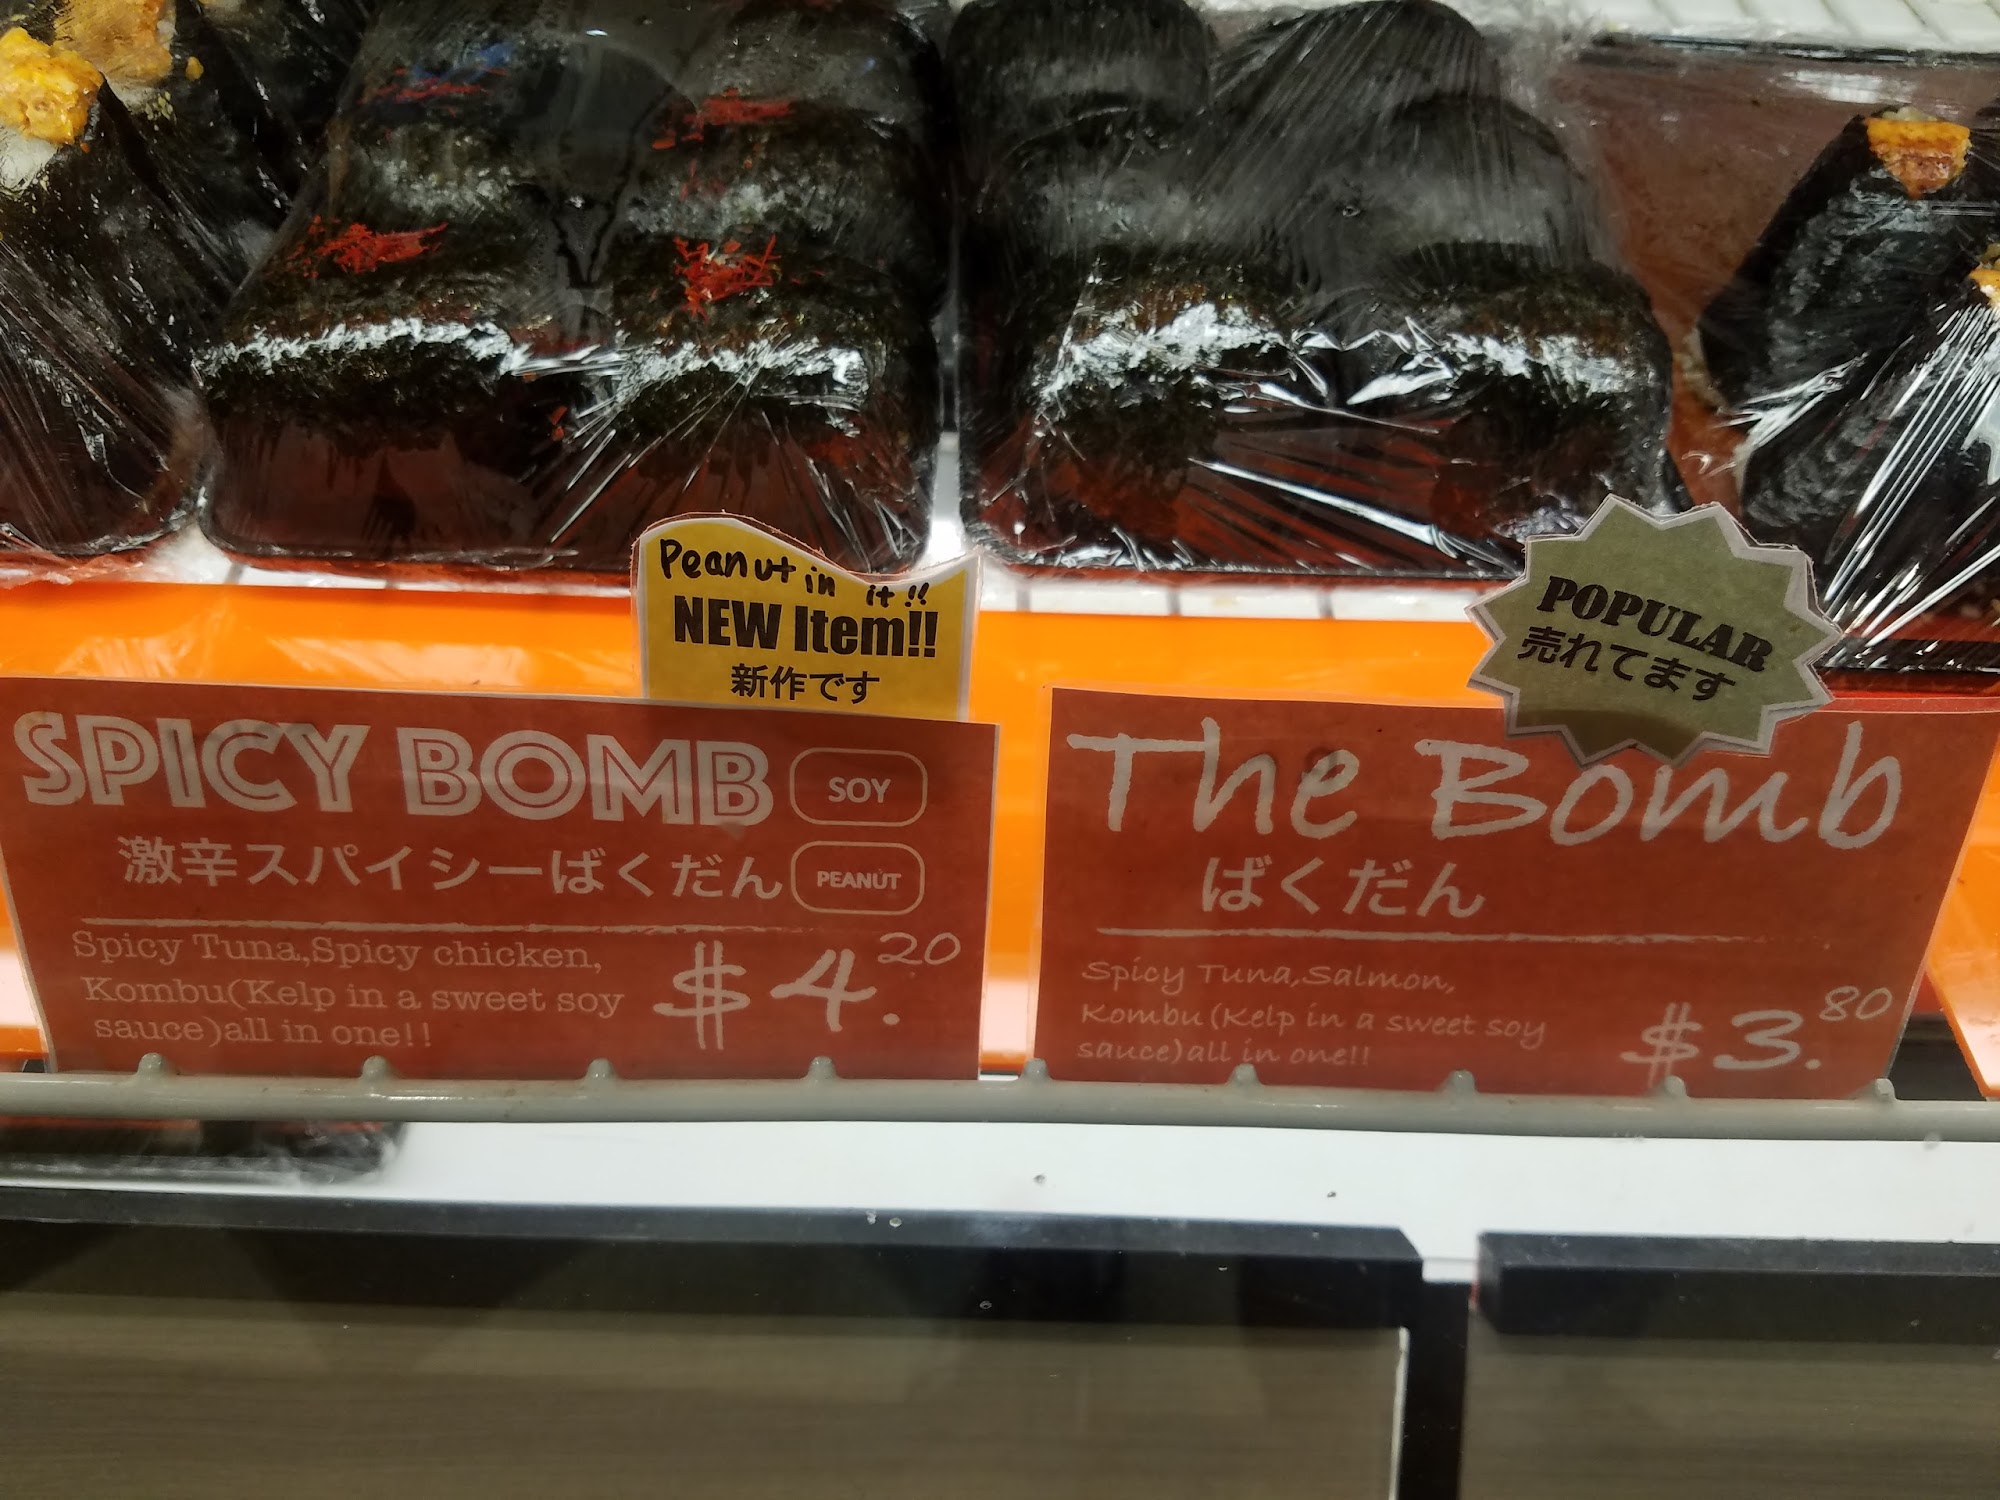 Peanut in it!!
NEW Item!!
新作です
SPICY BOMB
SOY
激辛スパイシーばくだん
PEANUT
Spicy Tuna,Spicy chicken,
Kombu(Kelp in a sweet soy
sauce)all in one!!
$4.20
POPULAR
売れてます
The Bomb
ばくだん
Spicy Tuna,Salmon,
Kombu(Kelp in a sweet soy
sauce)all in one!!
$3.80